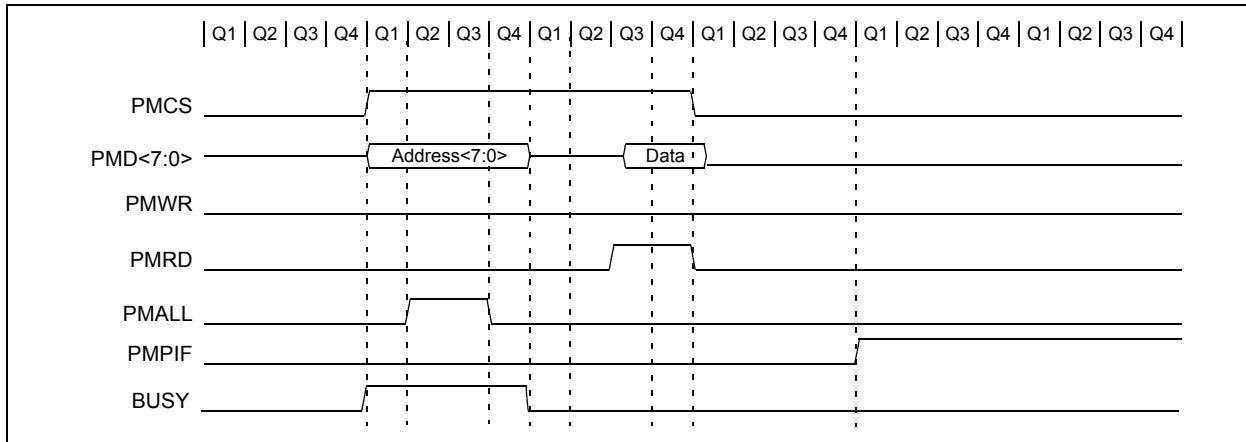 Q1 Q2 Q3 Q4 Q1 Q2 Q3 Q4 Q1 Q2 Q3 Q4 Q1 Q2 Q3 Q4 Q1 Q2 Q3 Q4 Q1 Q2 Q3 Q4
PMCS
PMD<7:0> Address<7:0> Data
PMWR
PMRD
PMALL
PMPIF
BUSY